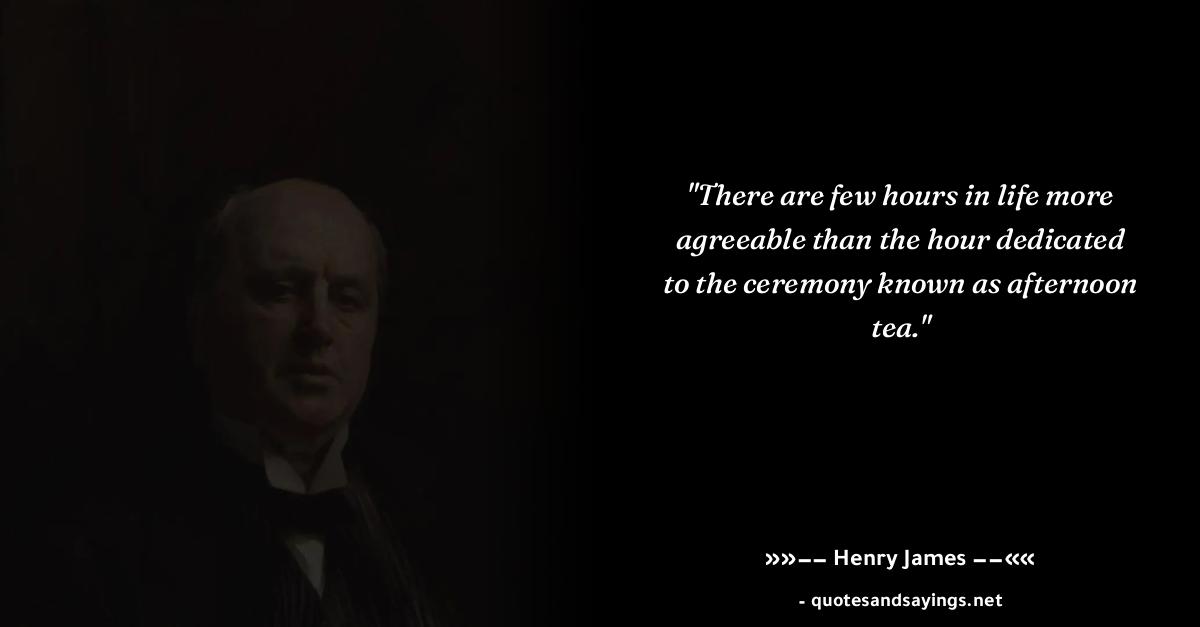 "There are few hours in life more
agreeable than the hour dedicated
to the ceremony known as afternoon
tea."
»»−− Henry James −−««
- quotesandsayings.net